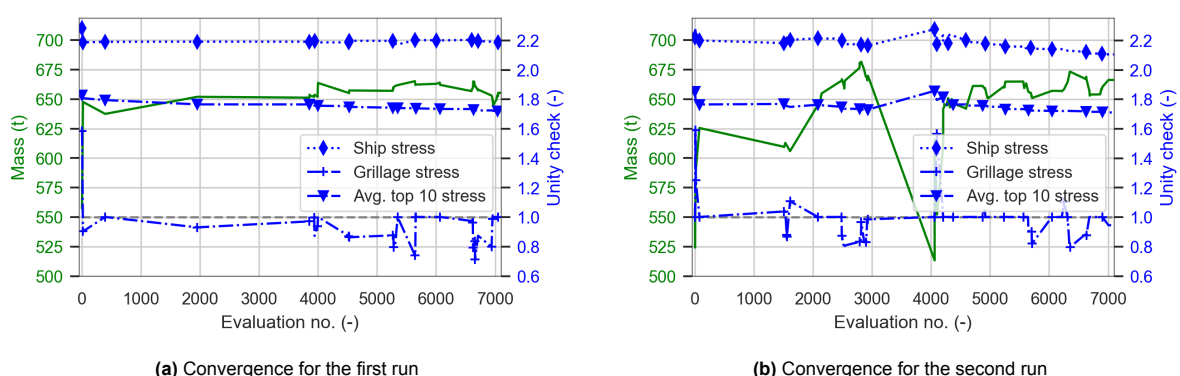 700
675
650
625
600
575
550
525
500
Mass (t)
2.2
2.0
1.8
1.6
1.4
1.2
1.0
0.8
0.6
Unity check (-)
Ship stress
Grillage stress
Avg. top 10 stress
0 1000 2000 3000 4000 5000 6000 7000
Evaluation no. (-)
(a) Convergence for the first run
700
675
650
625
600
575
550
525
500
Mass (t)
2.2
2.0
1.8
1.6
1.4
1.2
1.0
0.8
0.6
Unity check (-)
Ship stress
Grillage stress
Avg. top 10 stress
0 1000 2000 3000 4000 5000 6000 7000
Evaluation no. (-)
(b) Convergence for the second run